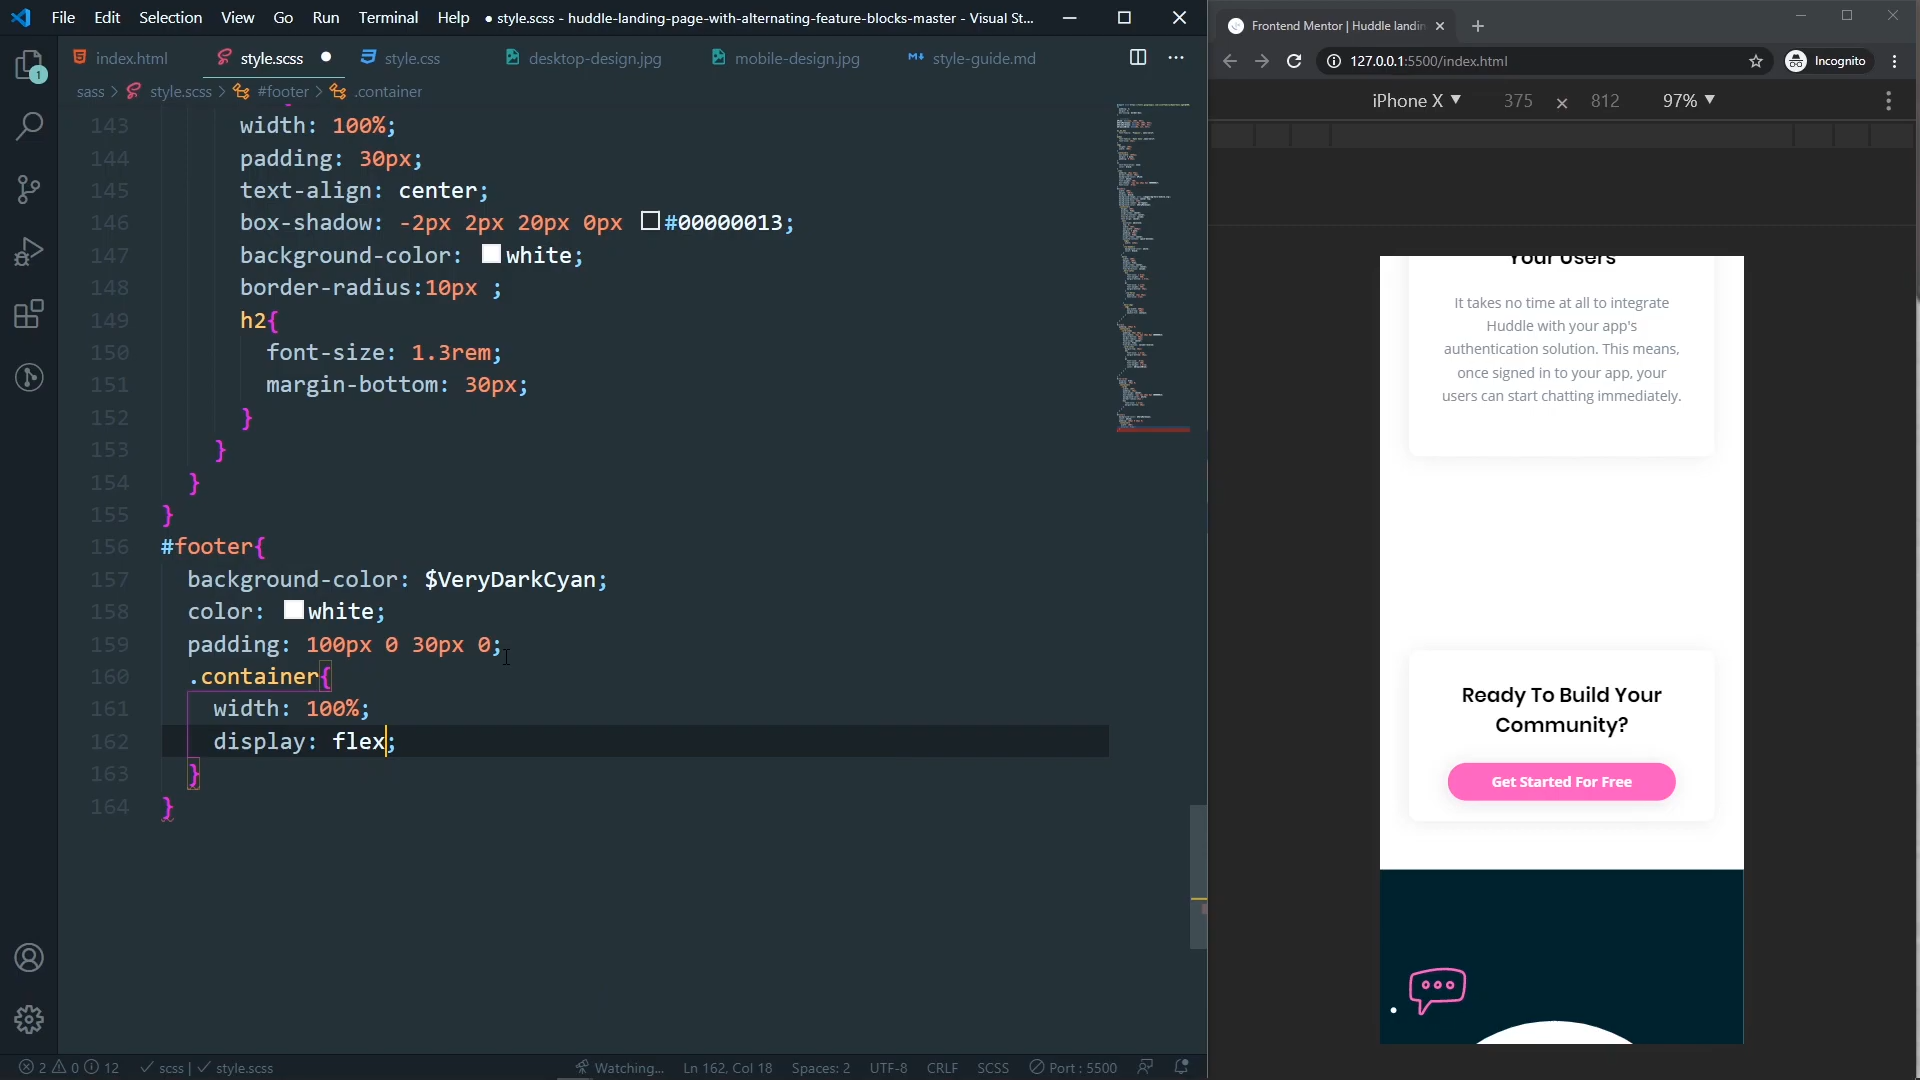 File Edit Selection View Go Run Terminal Help ● style.scss - huddle-landing-page-with-alternating-feature-blocks-master - Visual St...
index.html style.scss style.css desktop-design.jpg mobile-design.jpg style-guide.md
sass > style.scss > #footer > .container
1
143 width: 100%;
144 padding: 30px;
145 text-align: center;
146 box-shadow: -2px 2px 20px 0px #00000013;
147 background-color: white;
148 border-radius:10px ;
149 h2{
150 font-size: 1.3rem;
151 margin-bottom: 30px;
152 }
153 }
154 }
155 }
156 #footer{
157 background-color: $VeryDarkCyan;
158 color: white;
159 padding: 100px 0 30px 0;
160 .container{
161 width: 100%;
162 display: flex;
163 }
164 }
2 0 12 scss | style.scss Watching... Ln 162, Col 18 Spaces: 2 UTF-8 CRLF SCSS Port : 5500
Frontend Mentor | Huddle landin
127.0.0.1:5500/index.html Incognito
iPhone X 375 × 812 97%
Your Users
It takes no time at all to integrate
Huddle with your app's
authentication solution. This means,
once signed in to your app, your
users can start chatting immediately.
Ready To Build Your
Community?
Get Started For Free